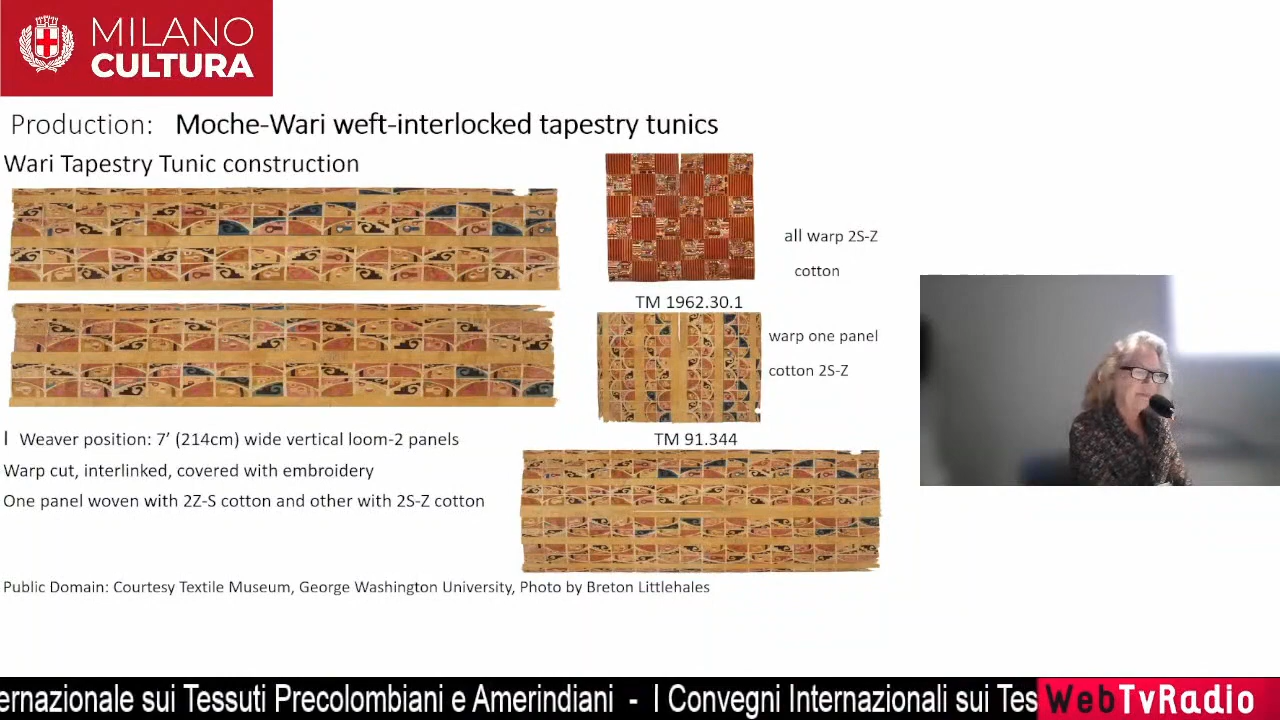 MILANO
CULTURA
Production: Moche-Wari weft-interlocked tapestry tunics
Wari Tapestry Tunic construction
all warp 2S-Z
cotton
TM 1962.30.1
warp one panel
cotton 2S-Z
TM 91.344
l Weaver position: 7’ (214cm) wide vertical loom-2 panels
Warp cut, interlinked, covered with embroidery
One panel woven with 2Z-S cotton and other with 2S-Z cotton
Public Domain: Courtesy Textile Museum, George Washington University, Photo by Breton Littlehales
ernazionale sui Tessuti Precolombiani e Amerindiani - I Convegni Internazionali sui Tes
WebTvRadio